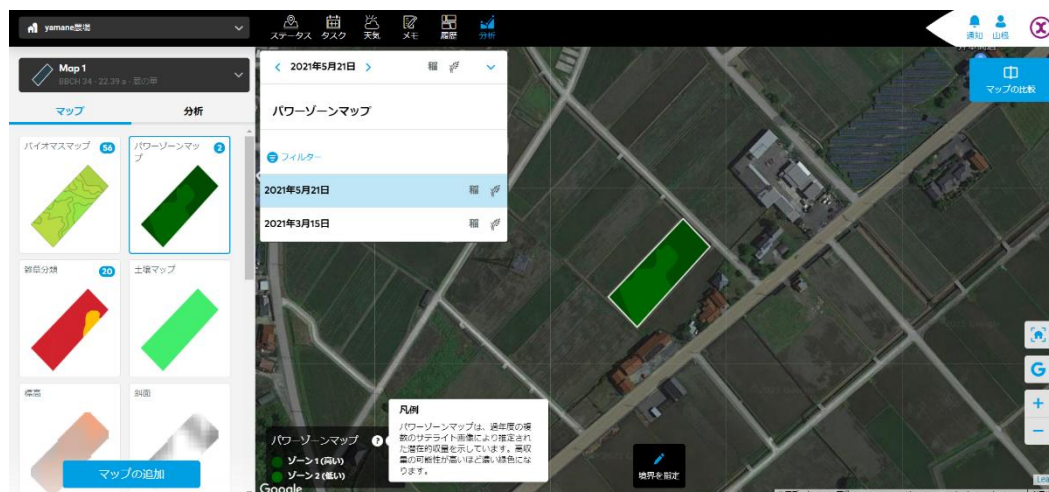 yamane農場
ステータス タスク 天気 メモ 履歴 分析
通知 山根
Map 1
BBCH 34 - 22.39 a -
マップ 分析
バイオマスマップ 56
パワーゾーンマップ 2
雑草分類 20
土壌マップ
標高
斜面
マップの追加
2021年5月21日
パワーゾーンマップ
フィルター
2021年5月21日
2021年3月15日
マップの比較
パワーゾーンマップ
ゾーン 1 (高い)
ゾーン 2 (低い)
Google
凡例
パワーゾーンマップは、過年度の複
数のサテライト画像により推定され
た潜在的収量を示しています。高収
量の可能性が高いほど濃い緑色にな
ります。
境界を指定
G
Lea